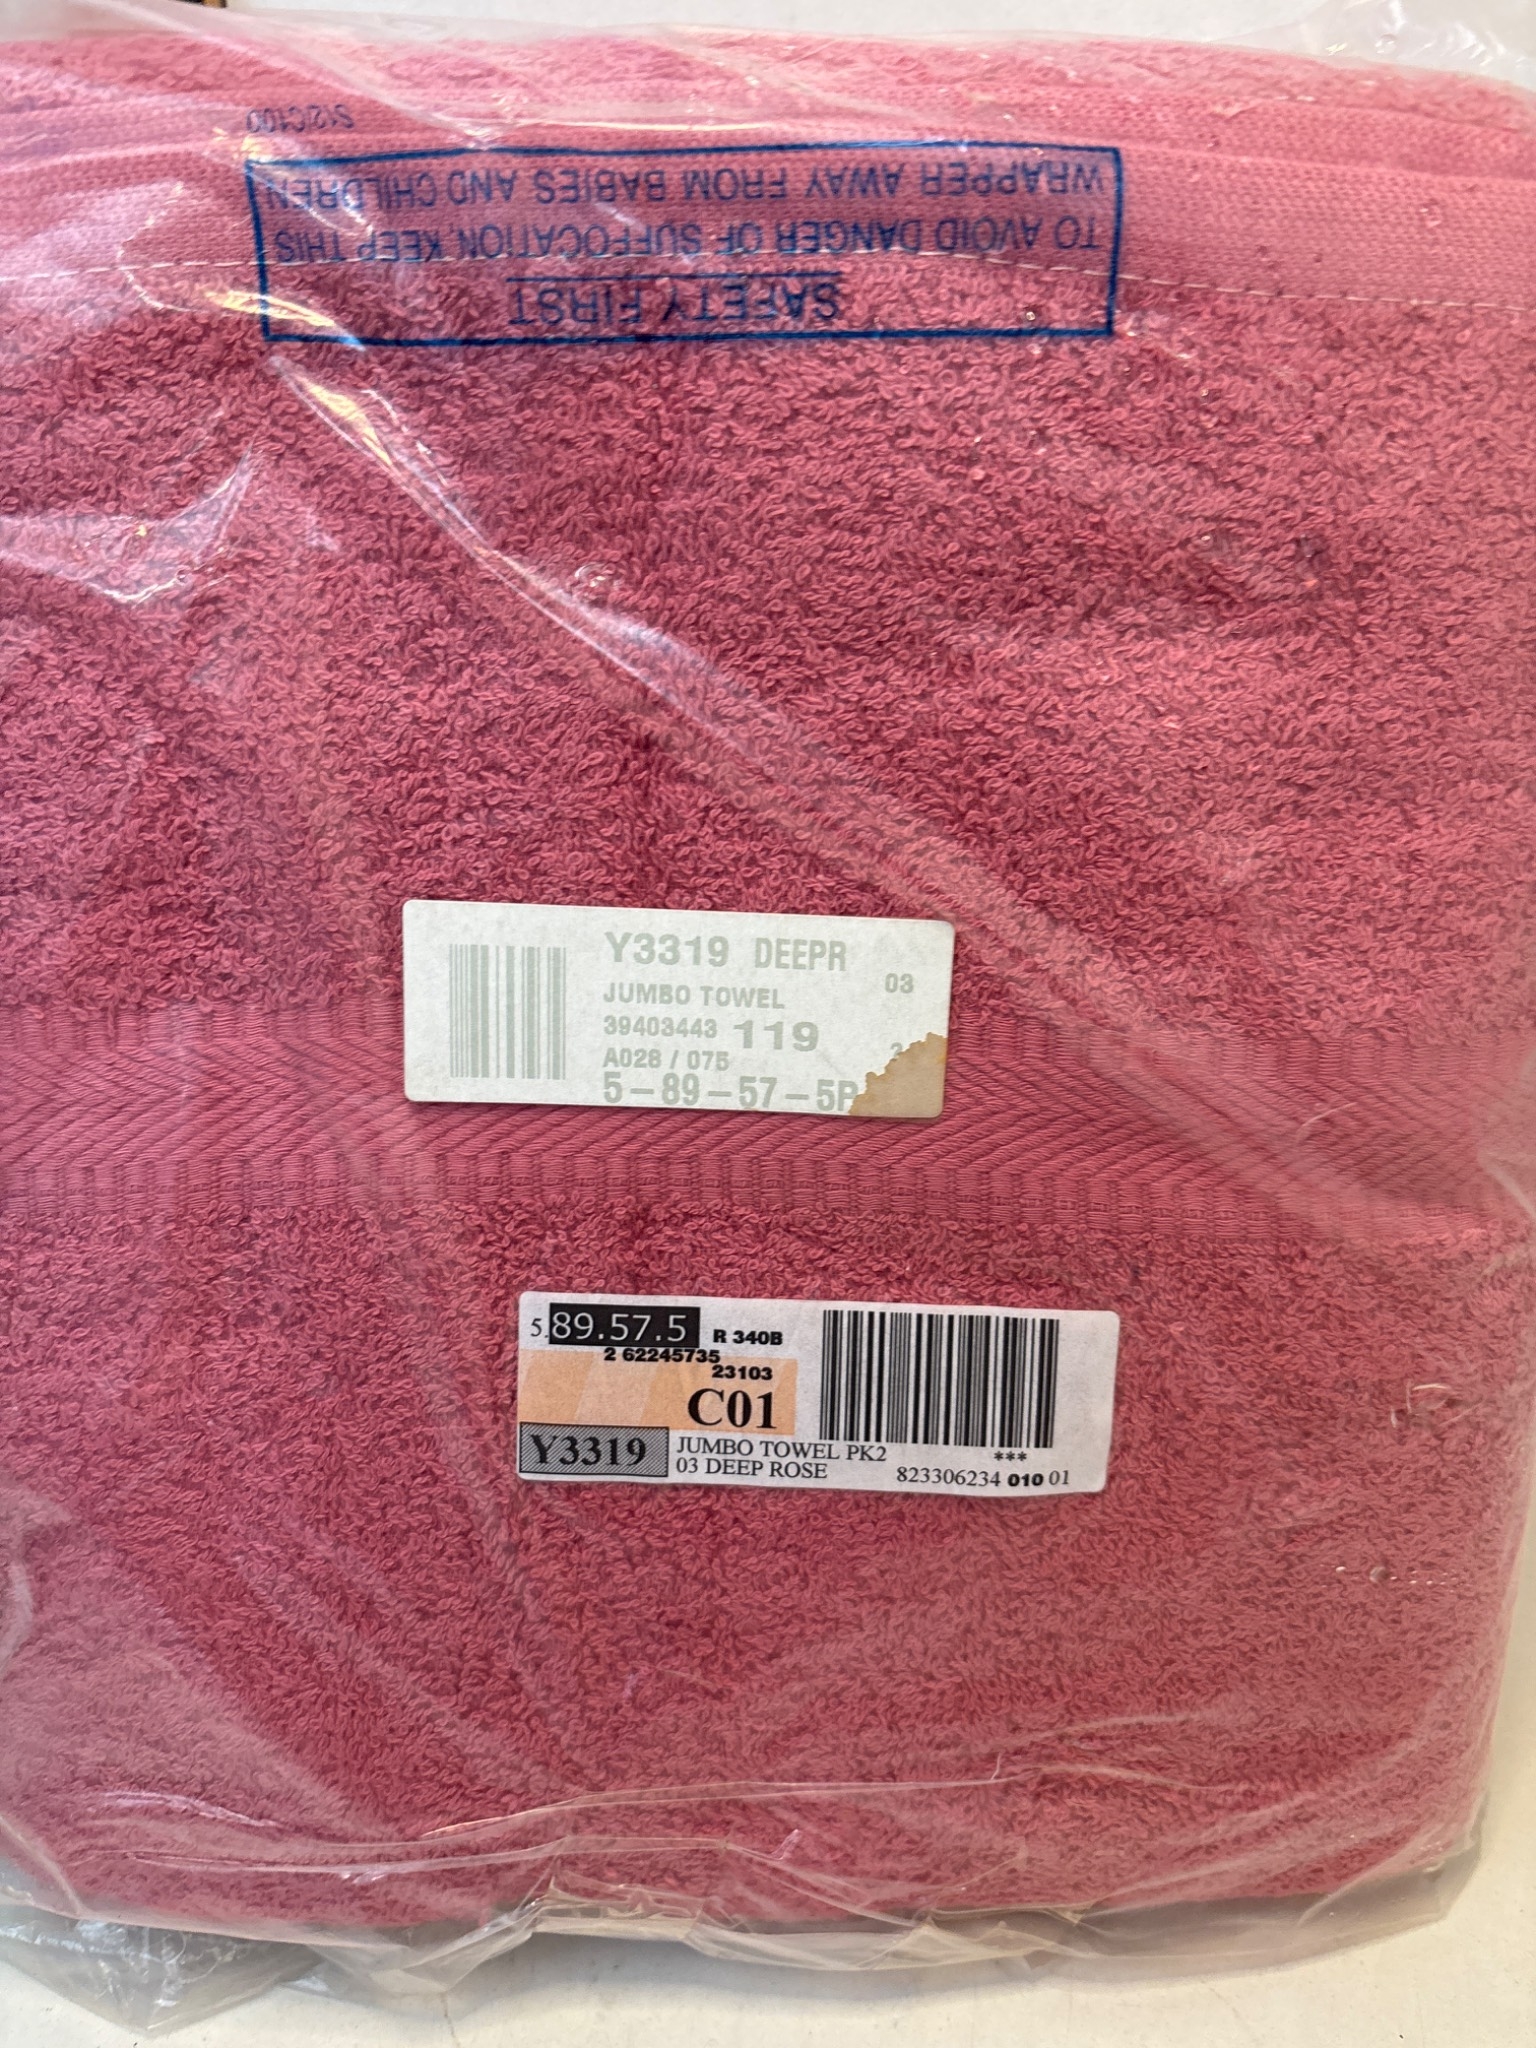 SAFETY FIRST
TO AVOID DANGER OF SUFFOCATION, KEEP THIS
WRAPPER AWAY FROM BABIES AND CHILDREN
S12/C100
Y3319 DEEPR
03
JUMBO TOWEL
39403443 119
A028 / 075
5-89-57-5P
5.89.57.5 R 340B
2 62245735
23103
C01
Y3319 JUMBO TOWEL PK2
03 DEEP ROSE
***
823306234 010 01